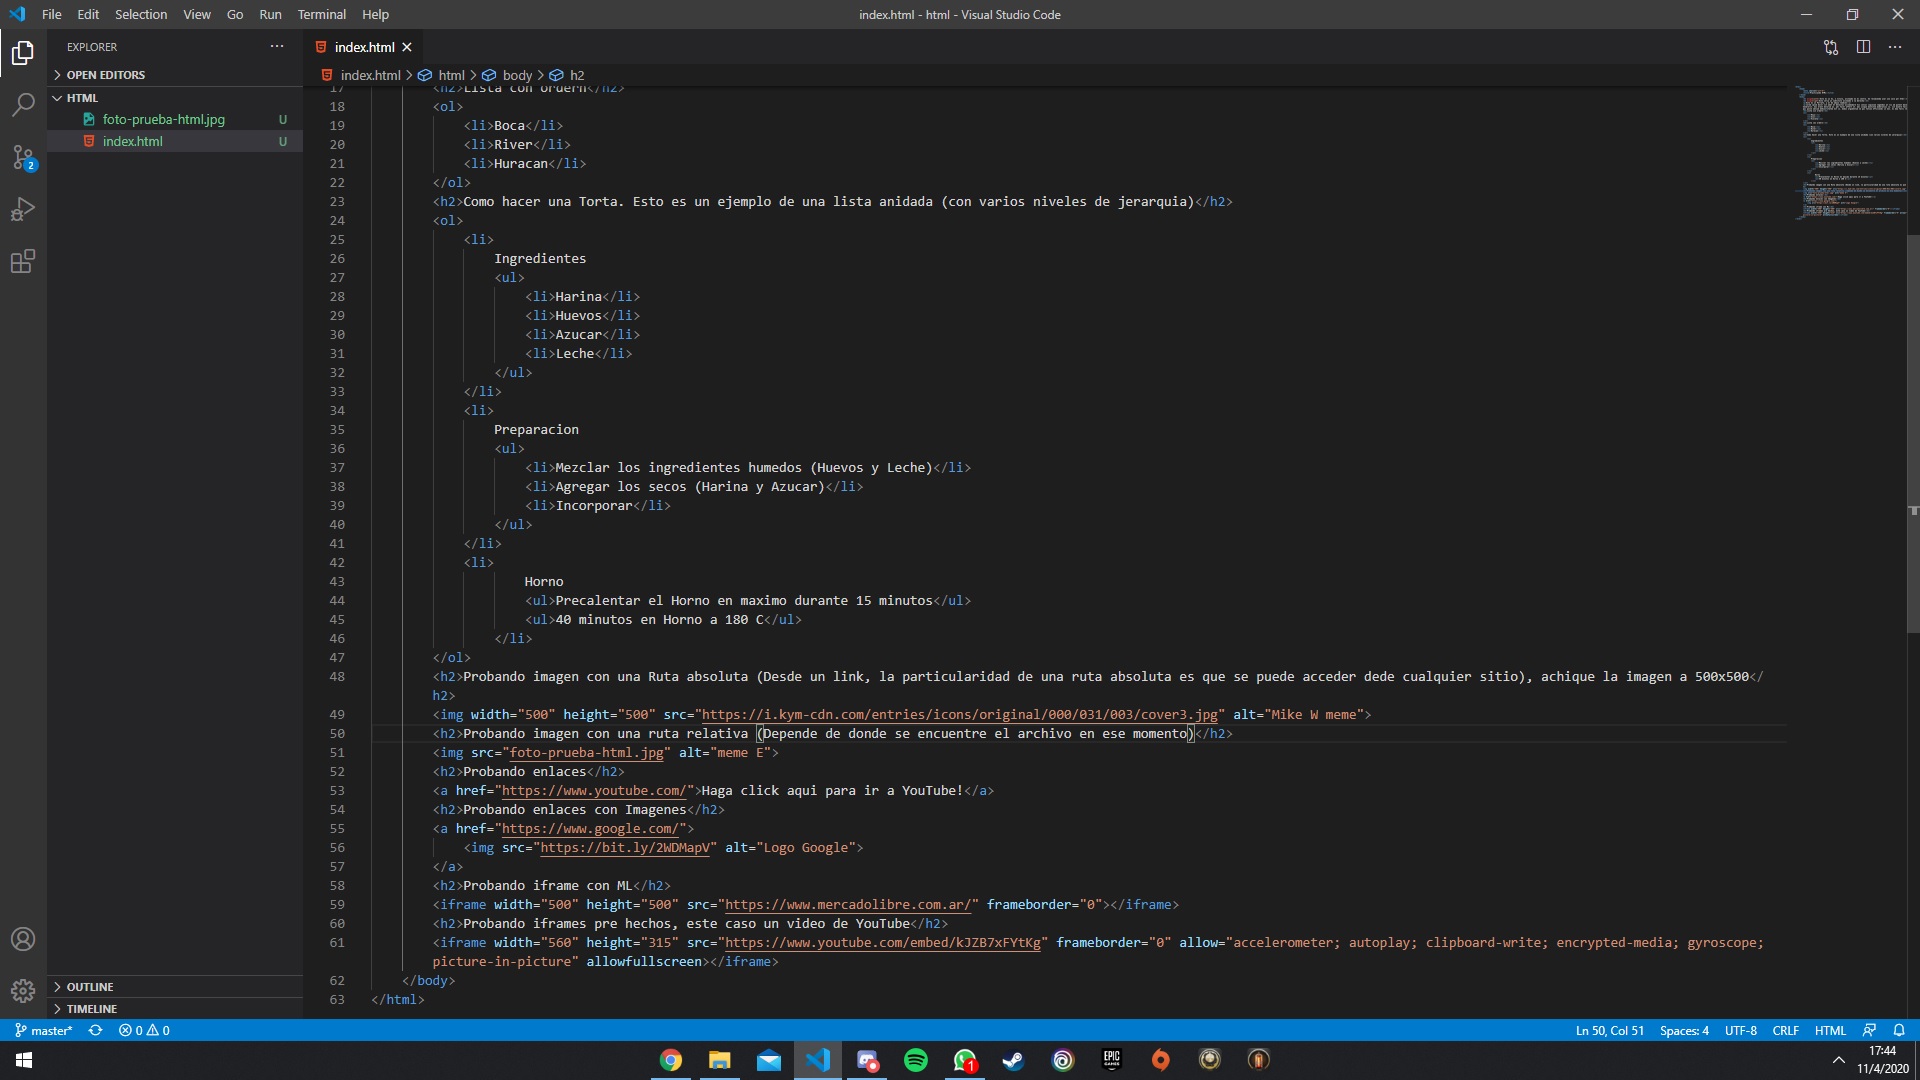 File Edit Selection View Go Run Terminal Help
index.html - html - Visual Studio Code
EXPLORER
OPEN EDITORS
HTML
foto-prueba-html.jpg U
index.html U
2
OUTLINE
TIMELINE
index.html
index.html > html > body > h2
17 <h2>Lista con oruern</h2>
18 <ol>
19 <li>Boca</li>
20 <li>River</li>
21 <li>Huracan</li>
22 </ol>
23 <h2>Como hacer una Torta. Esto es un ejemplo de una lista anidada (con varios niveles de jerarquia)</h2>
24 <ol>
25 <li>
26 Ingredientes
27 <ul>
28 <li>Harina</li>
29 <li>Huevos</li>
30 <li>Azucar</li>
31 <li>Leche</li>
32 </ul>
33 </li>
34 <li>
35 Preparacion
36 <ul>
37 <li>Mezclar los ingredientes humedos (Huevos y Leche)</li>
38 <li>Agregar los secos (Harina y Azucar)</li>
39 <li>Incorporar</li>
40 </ul>
41 </li>
42 <li>
43 Horno
44 <ul>Precalentar el Horno en maximo durante 15 minutos</ul>
45 <ul>40 minutos en Horno a 180 C</ul>
46 </li>
47 </ol>
48 <h2>Probando imagen con una Ruta absoluta (Desde un link, la particularidad de una ruta absoluta es que se puede acceder dede cualquier sitio), achique la imagen a 500x500</
h2>
49 <img width="500" height="500" src="https://i.kym-cdn.com/entries/icons/original/000/031/003/cover3.jpg" alt="Mike W meme">
50 <h2>Probando imagen con una ruta relativa (Depende de donde se encuentre el archivo en ese momento)</h2>
51 <img src="foto-prueba-html.jpg" alt="meme E">
52 <h2>Probando enlaces</h2>
53 <a href="https://www.youtube.com/">Haga click aqui para ir a YouTube!</a>
54 <h2>Probando enlaces con Imagenes</h2>
55 <a href="https://www.google.com/">
56 <img src="https://bit.ly/2WDMapV" alt="Logo Google">
57 </a>
58 <h2>Probando iframe con ML</h2>
59 <iframe width="500" height="500" src="https://www.mercadolibre.com.ar/" frameborder="0"></iframe>
60 <h2>Probando iframes pre hechos, este caso un video de YouTube</h2>
61 <iframe width="560" height="315" src="https://www.youtube.com/embed/kJZB7xFYtKg" frameborder="0" allow="accelerometer; autoplay; clipboard-write; encrypted-media; gyroscope;
picture-in-picture" allowfullscreen></iframe>
62 </body>
63 </html>
master* 0 0
Ln 50, Col 51 Spaces: 4 UTF-8 CRLF HTML
EPIC GAMES
1
17:44
11/4/2020